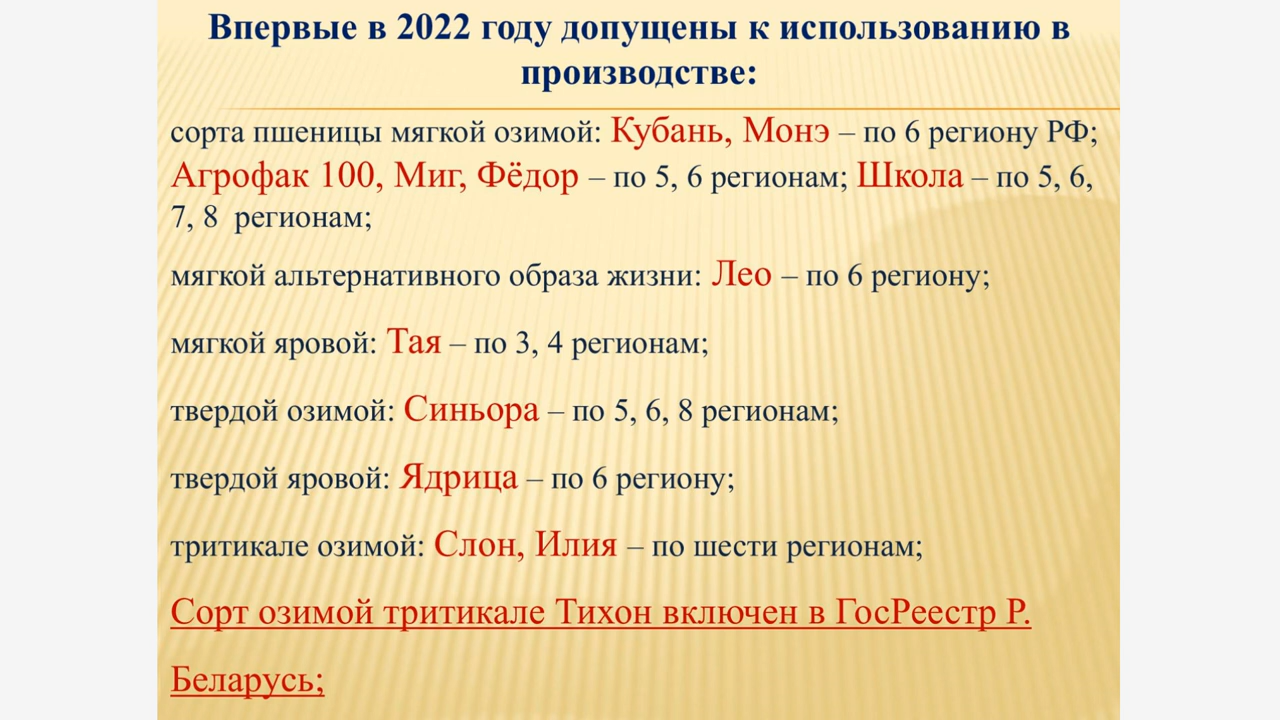 Впервые в 2022 году допущены к использованию в
производстве:
сорта пшеницы мягкой озимой: Кубань, Монэ – по 6 региону РФ;
Агрофак 100, Миг, Фёдор – по 5, 6 регионам; Школа – по 5, 6,
7, 8 регионам;
мягкой альтернативного образа жизни: Лео – по 6 региону;
мягкой яровой: Тая – по 3, 4 регионам;
твердой озимой: Синьора – по 5, 6, 8 регионам;
твердой яровой: Ядрица – по 6 региону;
тритикале озимой: Слон, Илия – по шести регионам;
Сорт озимой тритикале Тихон включен в ГосРеестр Р.
Беларусь;